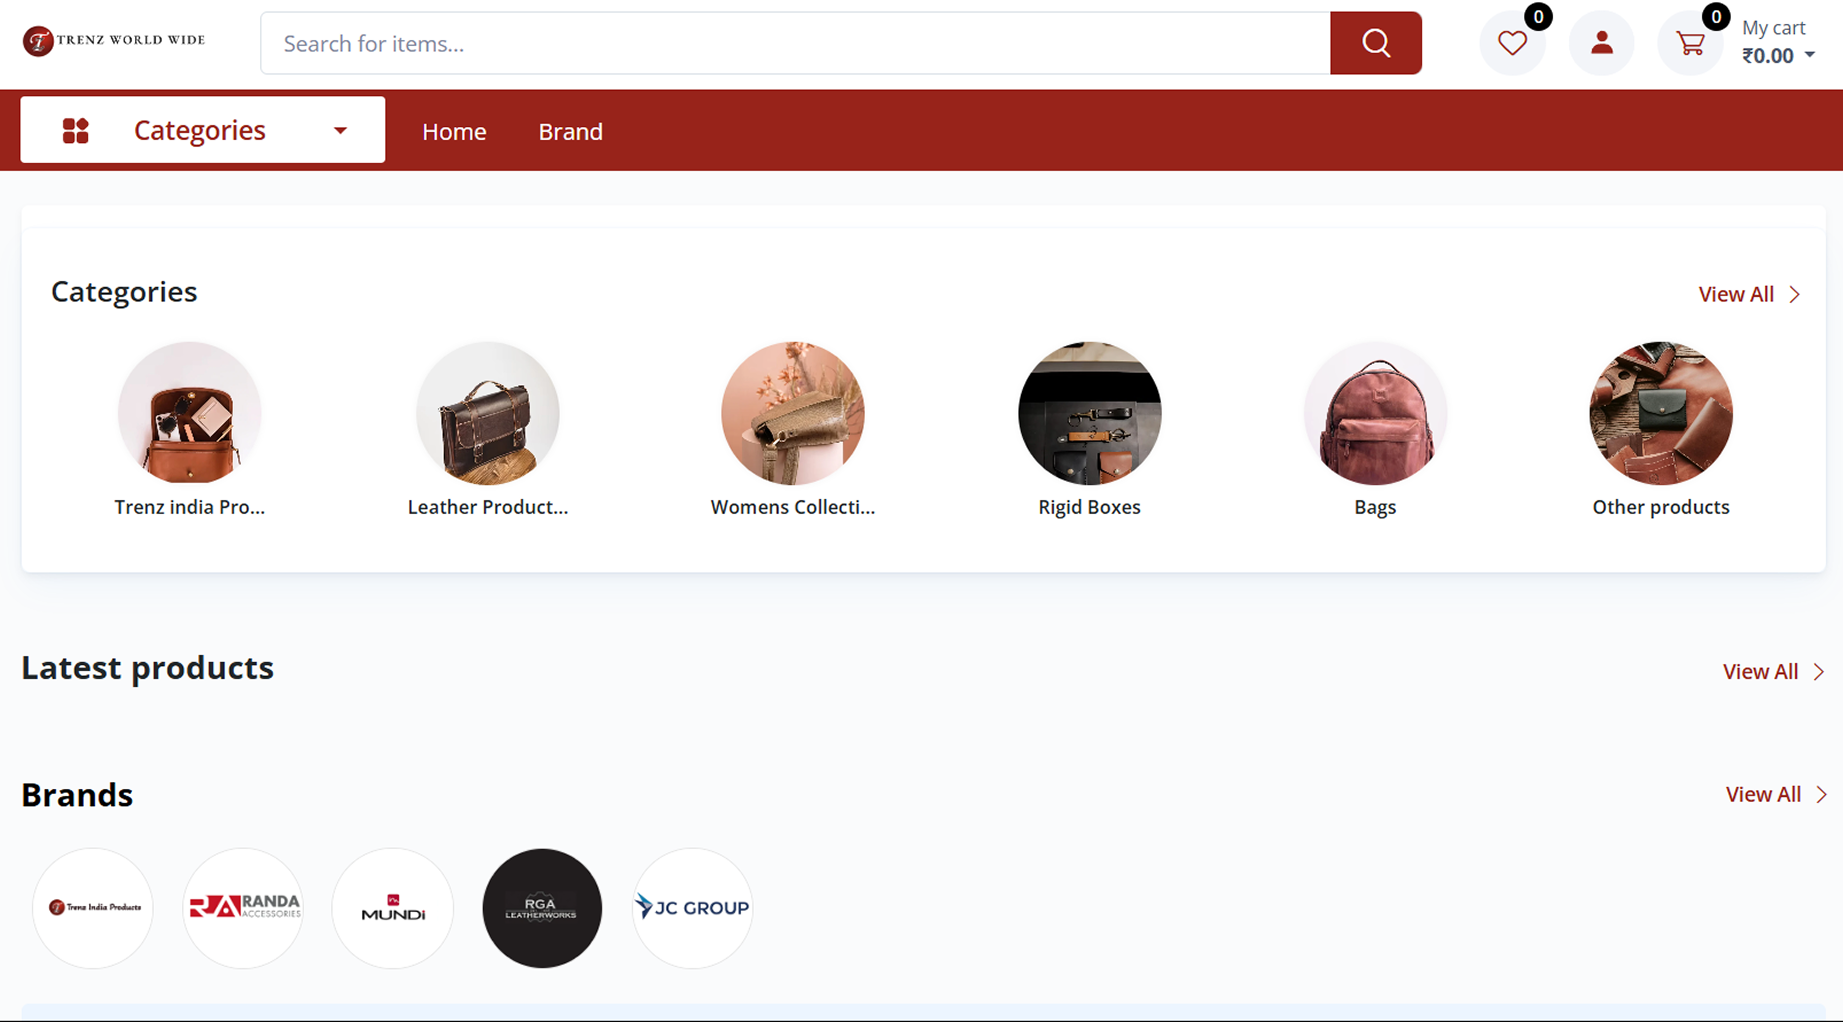 TRENZ WORLD WIDE
Search for items...
0
0
My cart
₹0.00
Categories
Home
Brand
Categories
View All
Trenz india Pro...
Leather Product...
Womens Collecti...
Rigid Boxes
Bags
Other products
Latest products
View All
Brands
View All
Trenz India Products
RA RANDA
ACCESSORIES
MUNDi
RGA
LEATHERWORKS
JC GROUP